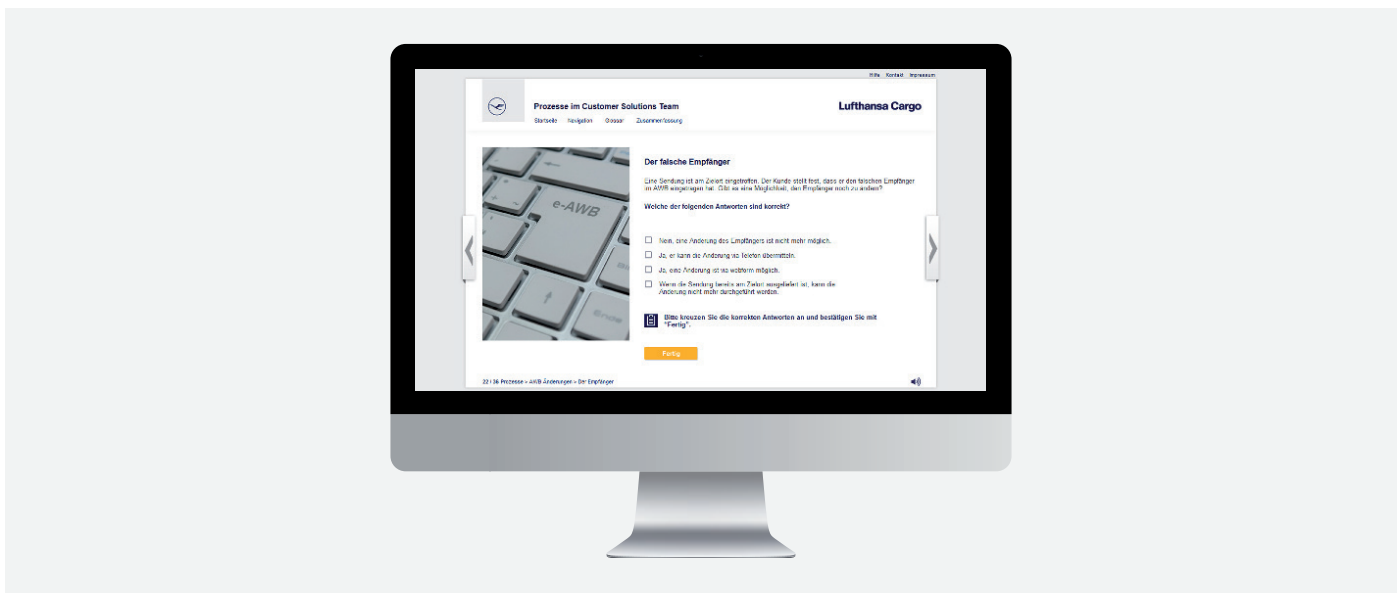 Hilfe Kontakt Impressum
Prozesse im Customer Solutions Team
Lufthansa Cargo
Startseite Navigation Glossar Zusammenfassung
e-AWB
Ende
Der falsche Empfänger
Eine Sendung ist am Zielort eingetroffen. Der Kunde stellt fest, dass er den falschen Empfänger
im AWB eingetragen hat. Gibt es eine Möglichkeit, den Empfänger noch zu ändern?
Welche der folgenden Antworten sind korrekt?
Nein, eine Änderung des Empfängers ist nicht mehr möglich.
Ja, er kann die Änderung via Telefon übermitteln.
Ja, eine Änderung ist via webform möglich.
Wenn die Sendung bereits am Zielort ausgeliefert ist, kann die
Änderung nicht mehr durchgeführt werden.
Bitte kreuzen Sie die korrekten Antworten an und bestätigen Sie mit
"Fertig".
Fertig
22 / 36 Prozesse > AWB Änderungen > Der Empfänger